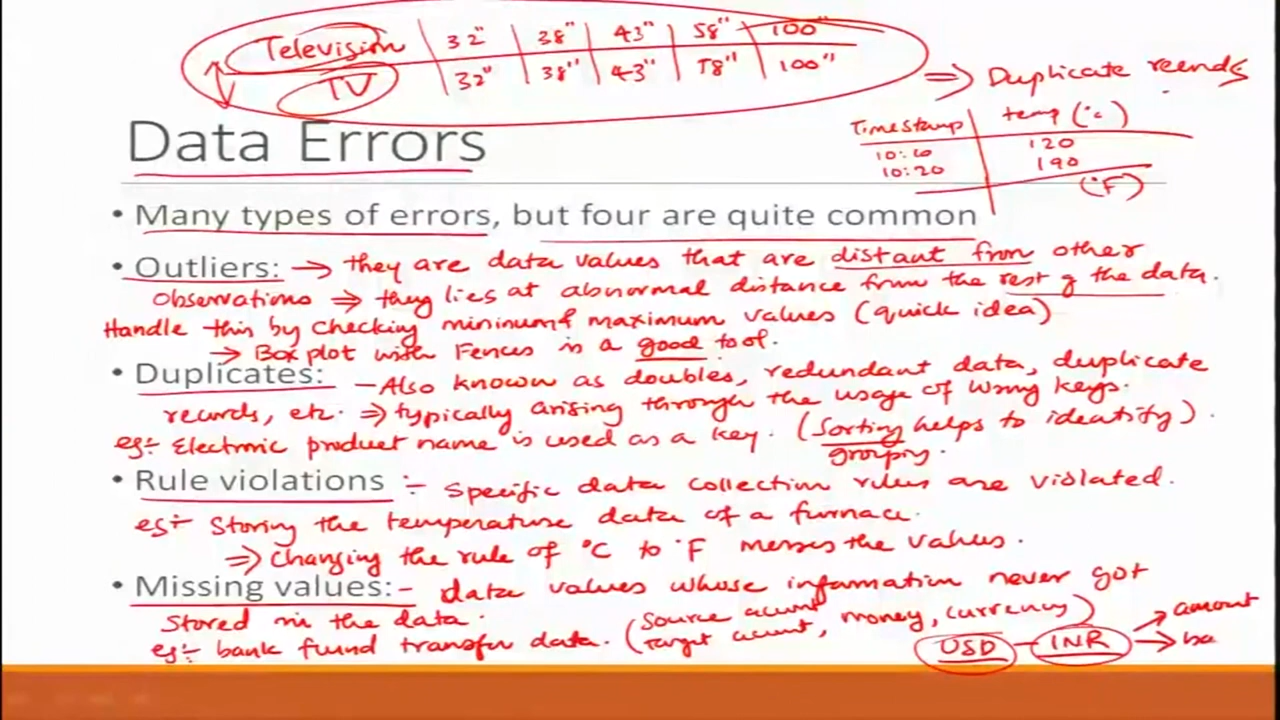 Television 32" 38" 43" 58" 100"
TV 32" 38" 43" 58" 100"
⇒ Duplicate
Timestamp temp (°c)
10:10 120
10:20 190
(°F)
Data Errors
• Many types of errors, but four are quite common
• Outliers: → they are data values that are distant from other
observations ⇒ they lies at abnormal distance from the rest of the data.
Handle this by checking minimum & maximum values (quick idea)
→ Box plot with Fences is a good tool.
• Duplicates: - Also known as doubles, redundant data, duplicate
records, etc. ⇒ typically arising through the usage of wrong keys.
eg:- Electronic product name is used as a key. (Sorting helps to identify).
grouping.
• Rule violations :- Specific data collection rules are violated.
eg:- Storing the temperature data of a furnace.
⇒ changing the rule of °C to °F messes the values.
• Missing values: - data values whose information never got
stored in the data.
eg:- bank fund transfer data. (Source account, money, currency)
Target account,
USD - INR → amount
→ ba